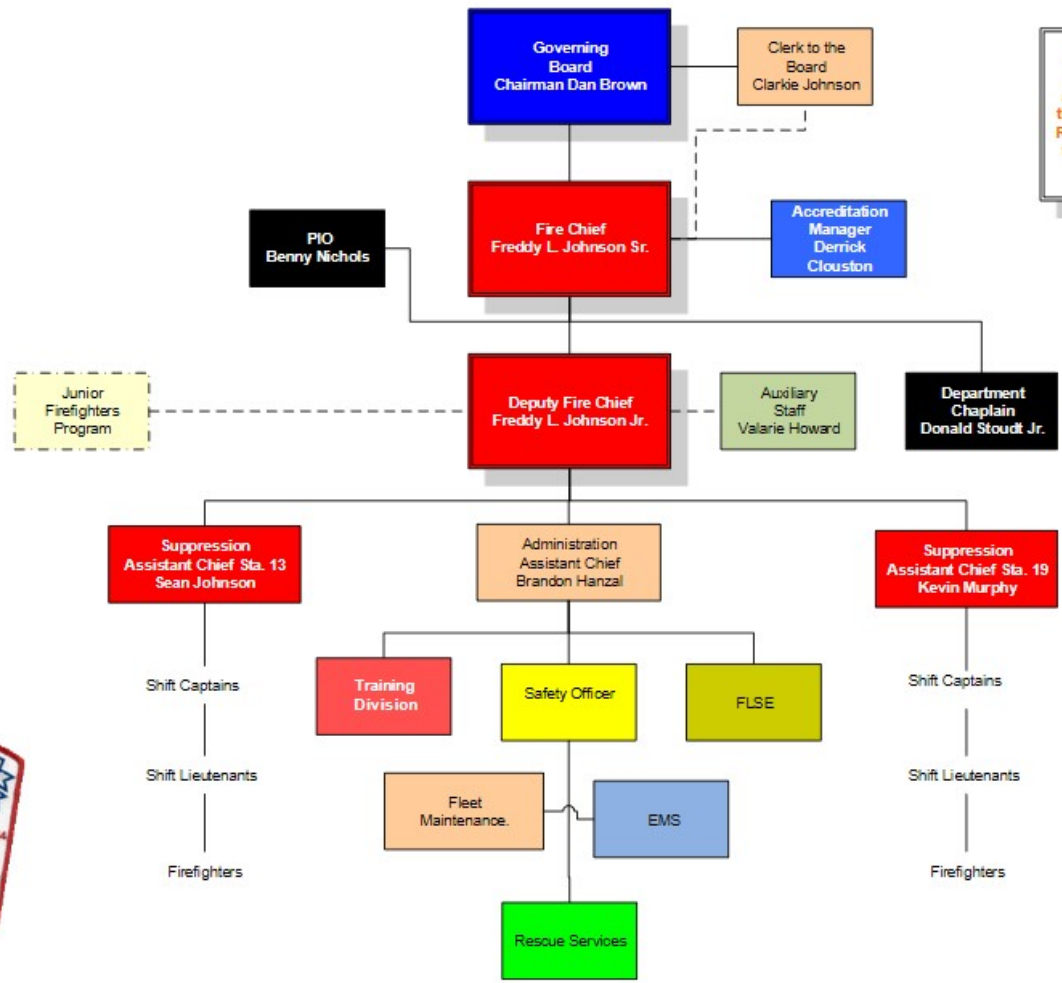 Governing
Board
Chairman Dan Brown
Clerk to the
Board
Clarkie Johnson
Fire Chief
Freddy L. Johnson Sr.
PIO
Benny Nichols
Accreditation
Manager
Derrick
Clouston
Junior
Firefighters
Program
Deputy Fire Chief
Freddy L. Johnson Jr.
Auxiliary
Staff
Valarie Howard
Department
Chaplain
Donald Stoudt Jr.
Suppression
Assistant Chief Sta. 13
Sean Johnson
Administration
Assistant Chief
Brandon Hanzal
Suppression
Assistant Chief Sta. 19
Kevin Murphy
Shift Captains
Training
Division
Safety Officer
FLSE
Shift Captains
Shift Lieutenants
Fleet
Maintenance.
EMS
Shift Lieutenants
Firefighters
Firefighters
Rescue Services